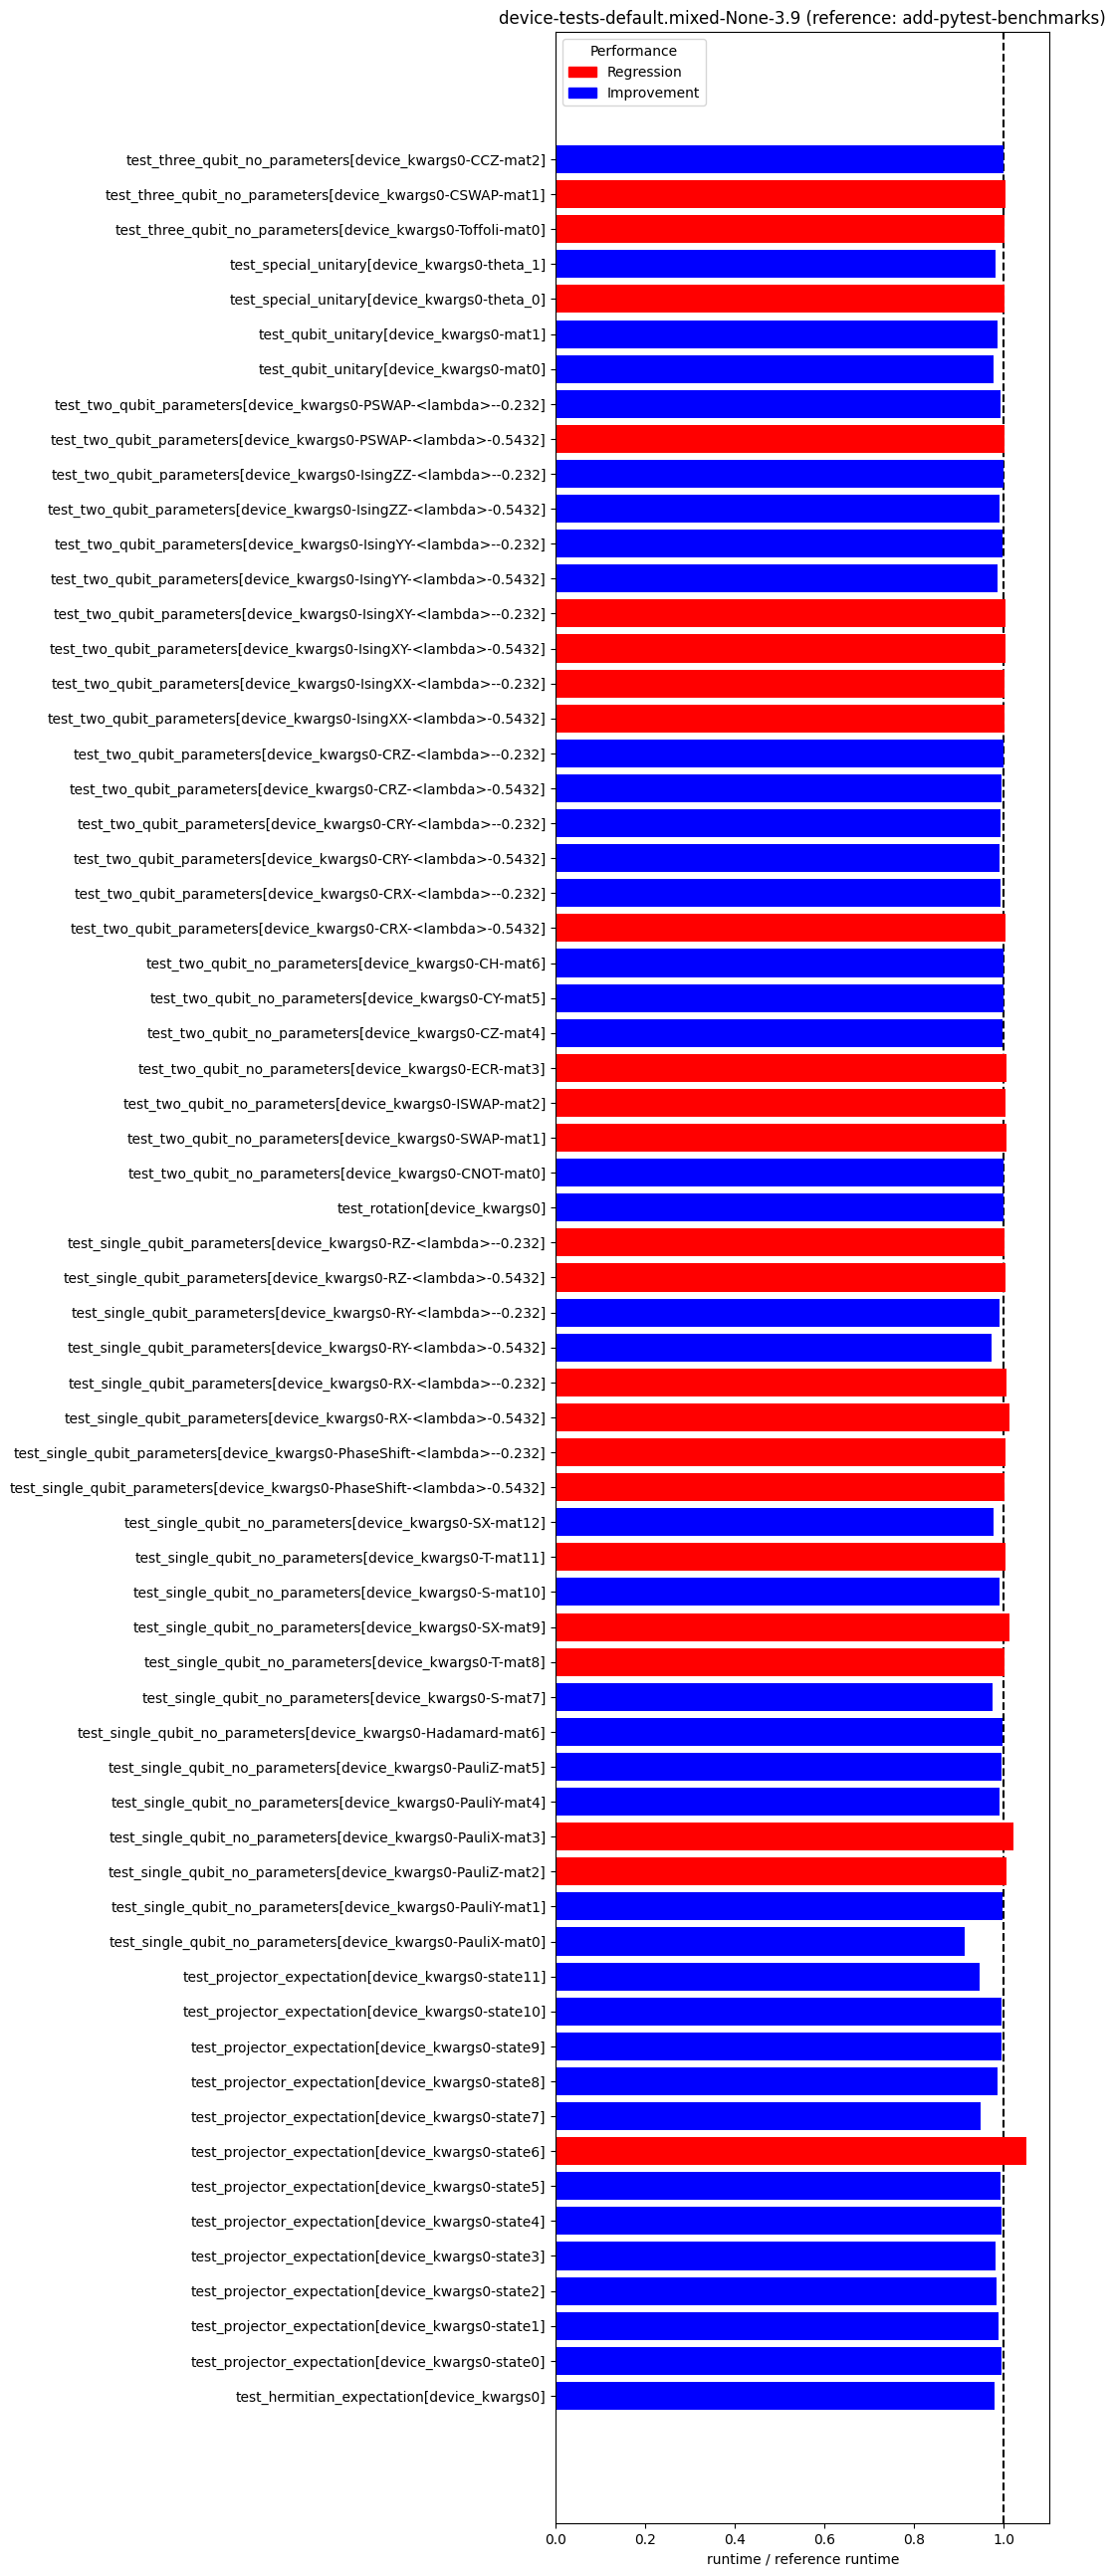 device-tests-default.mixed-None-3.9 (reference: add-pytest-benchmarks)
Performance
Regression
Improvement
test_three_qubit_no_parameters[device_kwargs0-CCZ-mat2]
test_three_qubit_no_parameters[device_kwargs0-CSWAP-mat1]
test_three_qubit_no_parameters[device_kwargs0-Toffoli-mat0]
test_special_unitary[device_kwargs0-theta_1]
test_special_unitary[device_kwargs0-theta_0]
test_qubit_unitary[device_kwargs0-mat1]
test_qubit_unitary[device_kwargs0-mat0]
test_two_qubit_parameters[device_kwargs0-PSWAP-<lambda>--0.232]
test_two_qubit_parameters[device_kwargs0-PSWAP-<lambda>-0.5432]
test_two_qubit_parameters[device_kwargs0-IsingZZ-<lambda>--0.232]
test_two_qubit_parameters[device_kwargs0-IsingZZ-<lambda>-0.5432]
test_two_qubit_parameters[device_kwargs0-IsingYY-<lambda>--0.232]
test_two_qubit_parameters[device_kwargs0-IsingYY-<lambda>-0.5432]
test_two_qubit_parameters[device_kwargs0-IsingXY-<lambda>--0.232]
test_two_qubit_parameters[device_kwargs0-IsingXY-<lambda>-0.5432]
test_two_qubit_parameters[device_kwargs0-IsingXX-<lambda>--0.232]
test_two_qubit_parameters[device_kwargs0-IsingXX-<lambda>-0.5432]
test_two_qubit_parameters[device_kwargs0-CRZ-<lambda>--0.232]
test_two_qubit_parameters[device_kwargs0-CRZ-<lambda>-0.5432]
test_two_qubit_parameters[device_kwargs0-CRY-<lambda>--0.232]
test_two_qubit_parameters[device_kwargs0-CRY-<lambda>-0.5432]
test_two_qubit_parameters[device_kwargs0-CRX-<lambda>--0.232]
test_two_qubit_parameters[device_kwargs0-CRX-<lambda>-0.5432]
test_two_qubit_no_parameters[device_kwargs0-CH-mat6]
test_two_qubit_no_parameters[device_kwargs0-CY-mat5]
test_two_qubit_no_parameters[device_kwargs0-CZ-mat4]
test_two_qubit_no_parameters[device_kwargs0-ECR-mat3]
test_two_qubit_no_parameters[device_kwargs0-ISWAP-mat2]
test_two_qubit_no_parameters[device_kwargs0-SWAP-mat1]
test_two_qubit_no_parameters[device_kwargs0-CNOT-mat0]
test_rotation[device_kwargs0]
test_single_qubit_parameters[device_kwargs0-RZ-<lambda>--0.232]
test_single_qubit_parameters[device_kwargs0-RZ-<lambda>-0.5432]
test_single_qubit_parameters[device_kwargs0-RY-<lambda>--0.232]
test_single_qubit_parameters[device_kwargs0-RY-<lambda>-0.5432]
test_single_qubit_parameters[device_kwargs0-RX-<lambda>--0.232]
test_single_qubit_parameters[device_kwargs0-RX-<lambda>-0.5432]
test_single_qubit_parameters[device_kwargs0-PhaseShift-<lambda>--0.232]
test_single_qubit_parameters[device_kwargs0-PhaseShift-<lambda>-0.5432]
test_single_qubit_no_parameters[device_kwargs0-SX-mat12]
test_single_qubit_no_parameters[device_kwargs0-T-mat11]
test_single_qubit_no_parameters[device_kwargs0-S-mat10]
test_single_qubit_no_parameters[device_kwargs0-SX-mat9]
test_single_qubit_no_parameters[device_kwargs0-T-mat8]
test_single_qubit_no_parameters[device_kwargs0-S-mat7]
test_single_qubit_no_parameters[device_kwargs0-Hadamard-mat6]
test_single_qubit_no_parameters[device_kwargs0-PauliZ-mat5]
test_single_qubit_no_parameters[device_kwargs0-PauliY-mat4]
test_single_qubit_no_parameters[device_kwargs0-PauliX-mat3]
test_single_qubit_no_parameters[device_kwargs0-PauliZ-mat2]
test_single_qubit_no_parameters[device_kwargs0-PauliY-mat1]
test_single_qubit_no_parameters[device_kwargs0-PauliX-mat0]
test_projector_expectation[device_kwargs0-state11]
test_projector_expectation[device_kwargs0-state10]
test_projector_expectation[device_kwargs0-state9]
test_projector_expectation[device_kwargs0-state8]
test_projector_expectation[device_kwargs0-state7]
test_projector_expectation[device_kwargs0-state6]
test_projector_expectation[device_kwargs0-state5]
test_projector_expectation[device_kwargs0-state4]
test_projector_expectation[device_kwargs0-state3]
test_projector_expectation[device_kwargs0-state2]
test_projector_expectation[device_kwargs0-state1]
test_projector_expectation[device_kwargs0-state0]
test_hermitian_expectation[device_kwargs0]
0.0 0.2 0.4 0.6 0.8 1.0
runtime / reference runtime